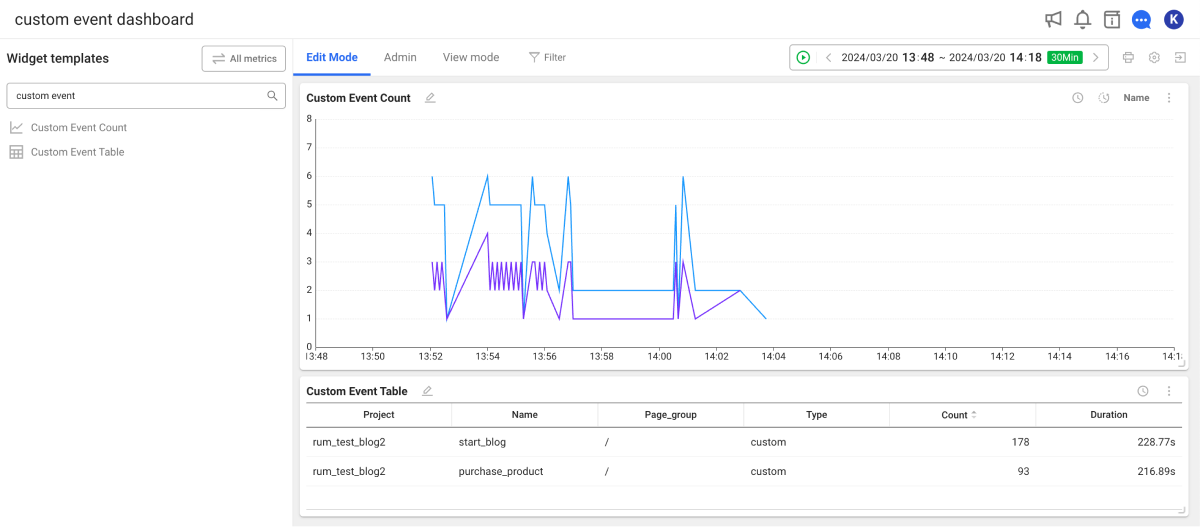 custom event dashboard
K
Widget templates
All metrics
custom event
Custom Event Count
Custom Event Table
Edit Mode
Admin
View mode
Filter
2024/03/20 13:48 ~ 2024/03/20 14:18 30Min
Custom Event Count
Name
8
7
6
5
4
3
2
1
0
13:48 13:50 13:52 13:54 13:56 13:58 14:00 14:02 14:04 14:06 14:08 14:10 14:12 14:14 14:16
Custom Event Table
Project Name Page_group Type Count Duration
rum_test_blog2 start_blog / custom 178 228.77s
rum_test_blog2 purchase_product / custom 93 216.89s